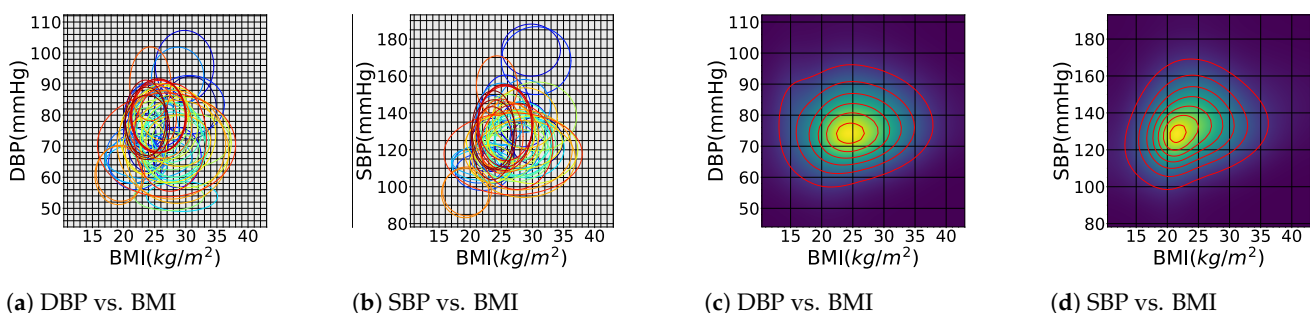 110
100
90
80
70
60
50
DBP(mmHg)
15 20 25 30 35 40
BMI(kg/m²)
180
160
140
120
100
80
SBP(mmHg)
15 20 25 30 35 40
BMI(kg/m²)
110
100
90
80
70
60
50
DBP(mmHg)
15 20 25 30 35 40
BMI(kg/m²)
180
160
140
120
100
80
SBP(mmHg)
15 20 25 30 35 40
BMI(kg/m²)
(a) DBP vs. BMI
(b) SBP vs. BMI
(c) DBP vs. BMI
(d) SBP vs. BMI